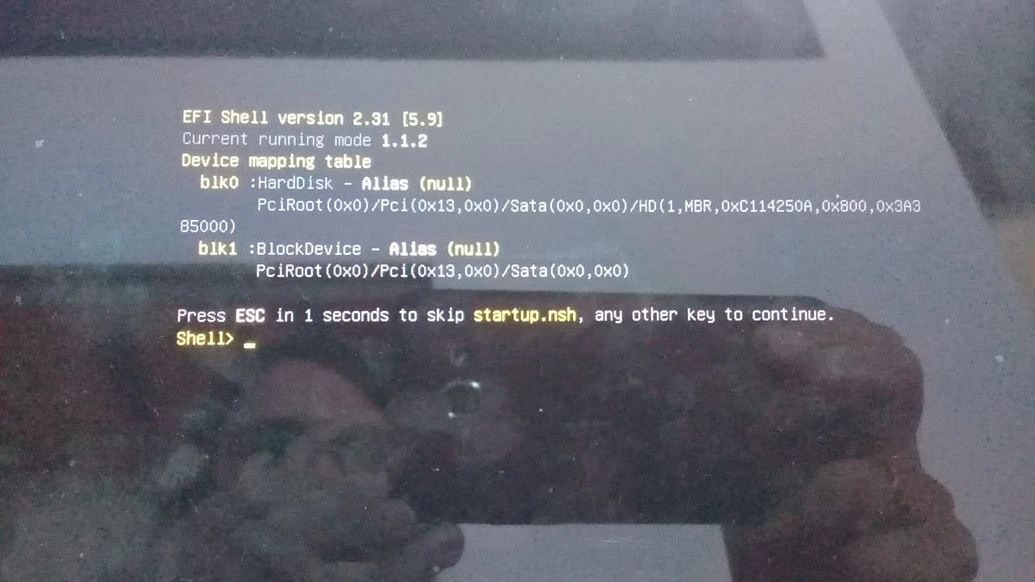 EFI Shell version 2.31 [5.9]
Current running mode 1.1.2
Device mapping table
blk0 :HardDisk - Alias (null)
PciRoot(0x0)/Pci(0x13,0x0)/Sata(0x0,0x0)/HD(1,MBR,0xC114250A,0x800,0x3A3
85000)
blk1 :BlockDevice - Alias (null)
PciRoot(0x0)/Pci(0x13,0x0)/Sata(0x0,0x0)
Press ESC in 1 seconds to skip startup.nsh, any other key to continue.
Shell> _